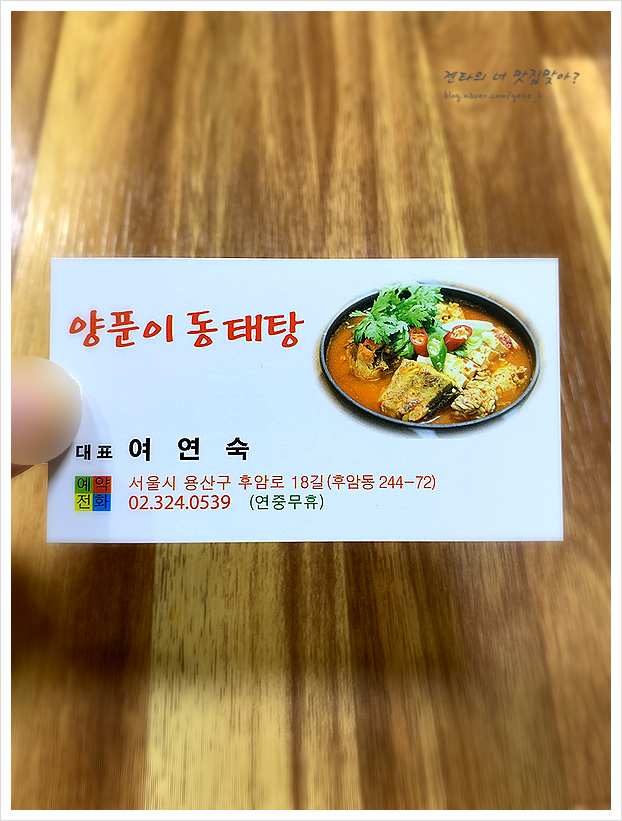 젠타의 너 맛집맞아?
양푼이 동태탕
대표 여 연 숙
예약 서울시 용산구 후암로 18길(후암동 244-72)
전화 02.324.0539 (연중무휴)